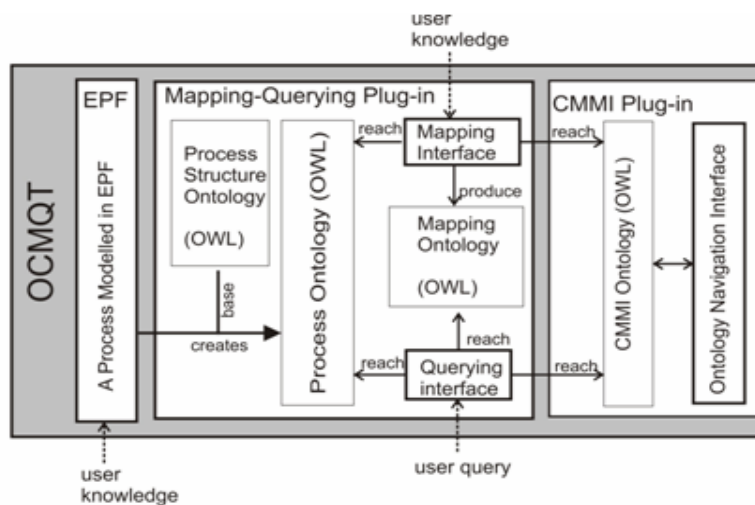 user
knowledge
OCMQT
EPF
A Process Modelled in EPF
Mapping-Querying Plug-in
Process
Structure
Ontology
(OWL)
base
creates
Process Ontology (OWL)
reach
Mapping
Interface
reach
produce
Mapping
Ontology
(OWL)
reach
reach
Querying
interface
reach
CMMI Plug-in
CMMI Ontology (OWL)
Ontology Navigation Interface
user
knowledge
user query